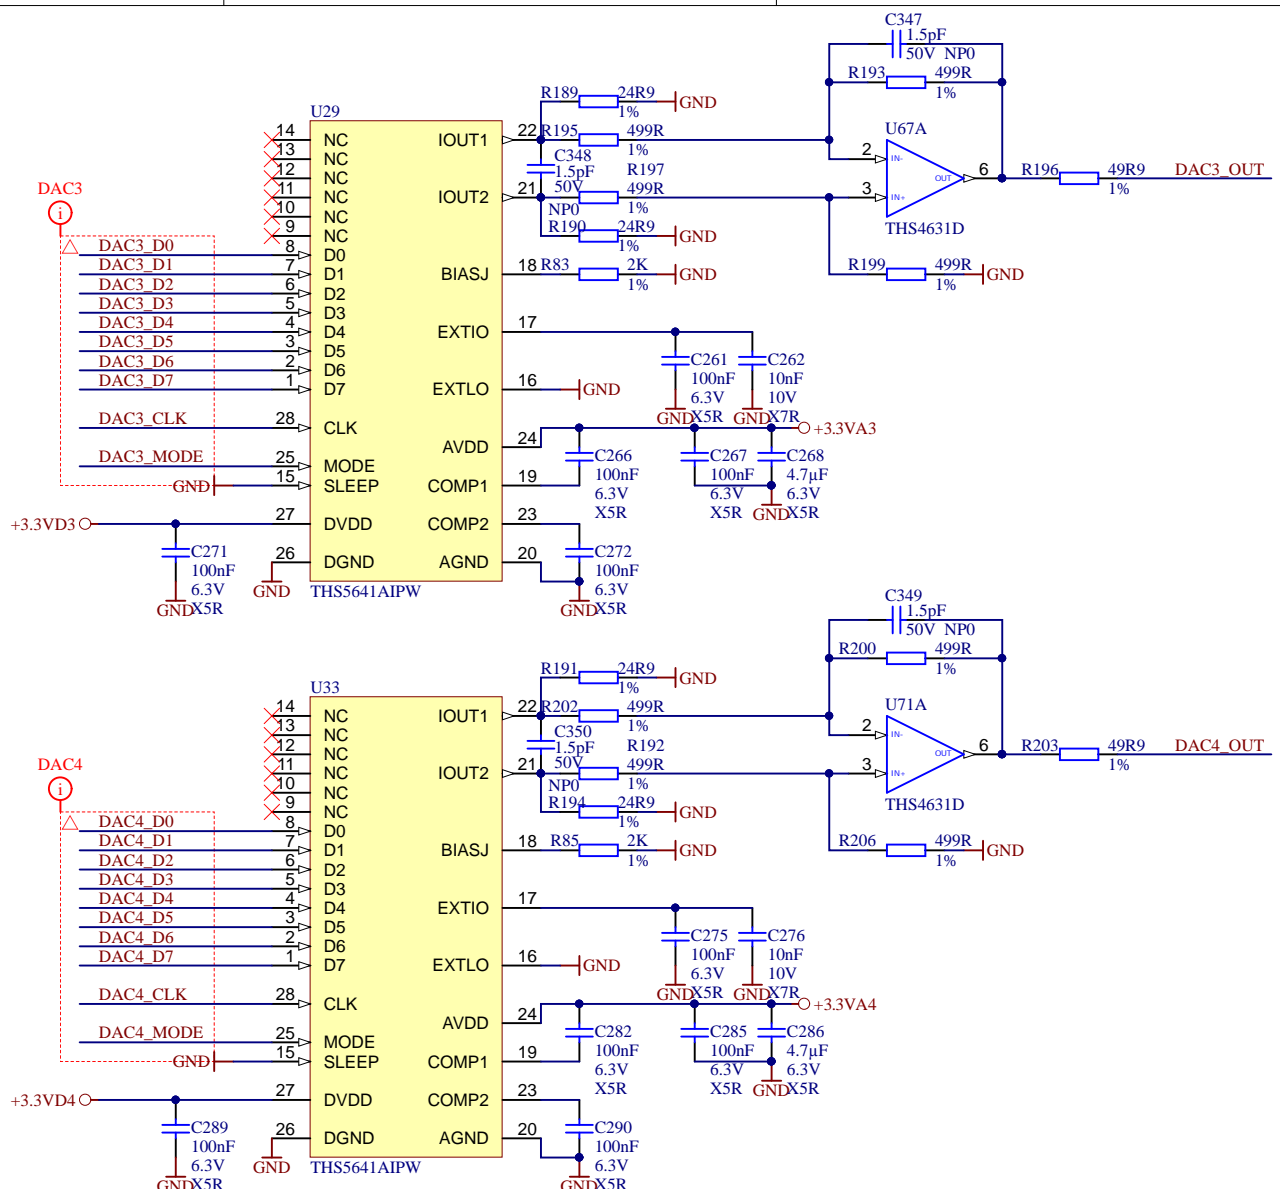 C347
1.5pF
50V NP0
R193 499R
1%
R189 24R9
1%
GND
U29
14 NC
13 NC
12 NC
11 NC
10 NC
9 NC
IOUT1 22
R195 499R
1%
C348
1.5pF
50V
NP0
R197
499R
1%
IOUT2 21
R190 24R9
1%
GND
U67A
2 IN-
3 IN+
OUT 6
THS4631D
R196 49R9
1%
DAC3_OUT
R199 499R
1%
GND
DAC3
i
DAC3_D0 8 D0
DAC3_D1 7 D1
DAC3_D2 6 D2
DAC3_D3 5 D3
DAC3_D4 4 D4
DAC3_D5 3 D5
DAC3_D6 2 D6
DAC3_D7 1 D7
BIASJ 18 R83 2K
1%
GND
EXTIO 17
C261
100nF
6.3V
X5R
GND
C262
10nF
10V
X7R
GND
EXTLO 16 GND
DAC3_CLK 28 CLK
AVDD 24
+3.3VA3
DAC3_MODE 25 MODE
GND 15 SLEEP
COMP1 19
C266
100nF
6.3V
X5R
C267
100nF
6.3V
X5R
C268
4.7µF
6.3V
X5R
GND
+3.3VD3 27 DVDD
COMP2 23
C271
100nF
6.3V
X5R
GND
26 DGND
GND
AGND 20
C272
100nF
6.3V
X5R
GND
THS5641AIPW
C349
1.5pF
50V NP0
R200 499R
1%
R191 24R9
1%
GND
U33
14 NC
13 NC
12 NC
11 NC
10 NC
9 NC
IOUT1 22
R202 499R
1%
C350
1.5pF
50V
NP0
R192
499R
1%
IOUT2 21
R194 24R9
1%
GND
U71A
2 IN-
3 IN+
OUT 6
THS4631D
R203 49R9
1%
DAC4_OUT
R206 499R
1%
GND
DAC4
i
DAC4_D0 8 D0
DAC4_D1 7 D1
DAC4_D2 6 D2
DAC4_D3 5 D3
DAC4_D4 4 D4
DAC4_D5 3 D5
DAC4_D6 2 D6
DAC4_D7 1 D7
BIASJ 18 R85 2K
1%
GND
EXTIO 17
C275
100nF
6.3V
X5R
GND
C276
10nF
10V
X7R
GND
EXTLO 16 GND
DAC4_CLK 28 CLK
AVDD 24
+3.3VA4
DAC4_MODE 25 MODE
GND 15 SLEEP
COMP1 19
C282
100nF
6.3V
X5R
C285
100nF
6.3V
X5R
C286
4.7µF
6.3V
X5R
GND
+3.3VD4 27 DVDD
COMP2 23
C289
100nF
6.3V
X5R
GND
26 DGND
GND
AGND 20
C290
100nF
6.3V
X5R
GND
THS5641AIPW